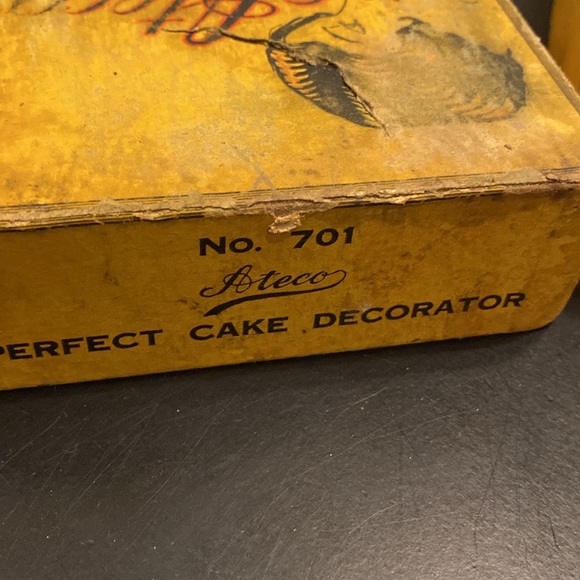 No. 701
Ateco
PERFECT CAKE DECORATOR